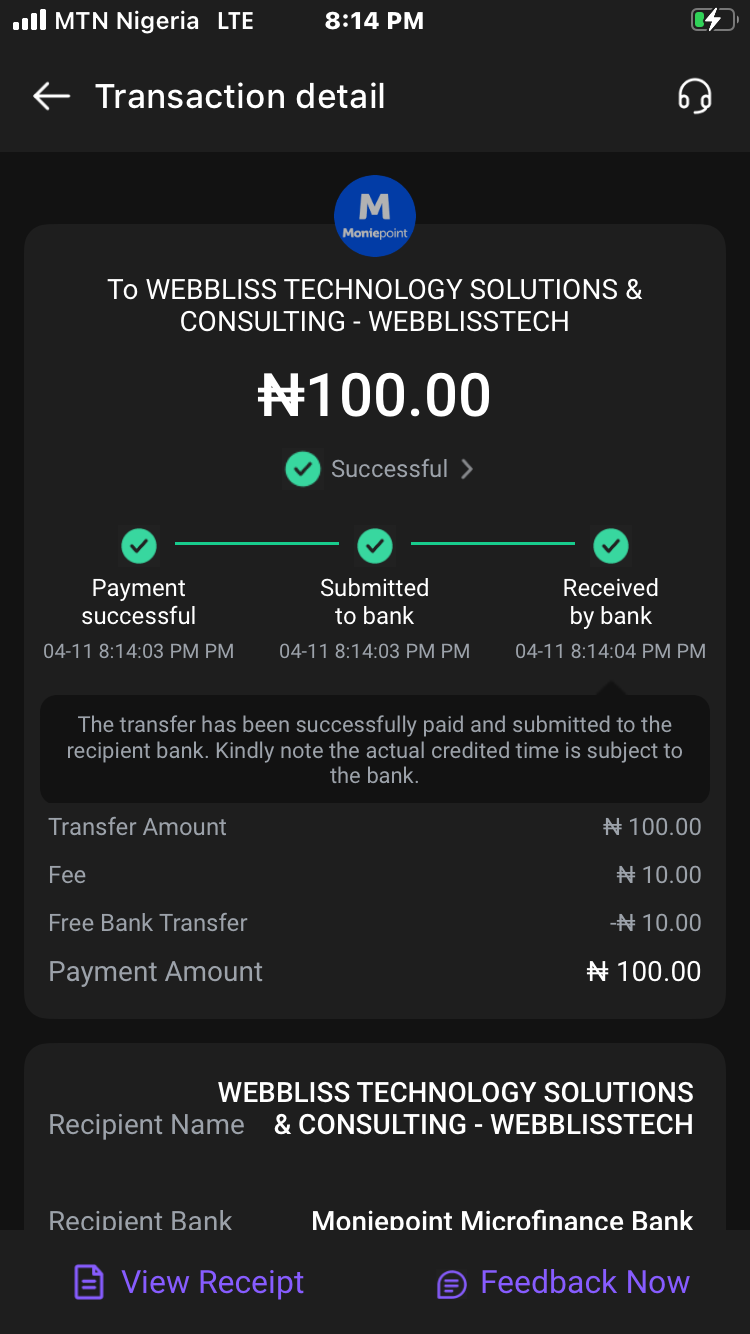 MTN Nigeria LTE 8:14 PM
Transaction detail
M
Moniepoint
To WEBBLISS TECHNOLOGY SOLUTIONS &
CONSULTING - WEBBLISSTECH
₦100.00
Successful
Payment
successful
04-11 8:14:03 PM PM
Submitted
to bank
04-11 8:14:03 PM PM
Received
by bank
04-11 8:14:04 PM PM
The transfer has been successfully paid and submitted to the
recipient bank. Kindly note the actual credited time is subject to
the bank.
Transfer Amount ₦ 100.00
Fee ₦ 10.00
Free Bank Transfer -₦ 10.00
Payment Amount ₦ 100.00
Recipient Name WEBBLISS TECHNOLOGY SOLUTIONS
& CONSULTING - WEBBLISSTECH
Recipient Bank Moniepoint Microfinance Bank
View Receipt Feedback Now